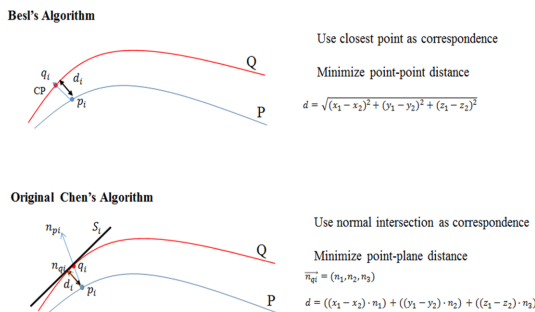 Besl's Algorithm
Use closest point as correspondence
Q
q_i
d_i
CP
p_i
P
Minimize point-point distance
d = √((x₁ − x₂)² + (y₁ − y₂)² + (z₁ − z₂)²)
Original Chen's Algorithm
Use normal intersection as correspondence
n_pi
S_i
Q
n_qi
q_i
d_i
p_i
P
Minimize point-plane distance
n_qi = (n₁, n₂, n₃)
d = ((x₁ − x₂) · n₁) + ((y₁ − y₂) · n₂) + ((z₁ − z₂) · n₃)